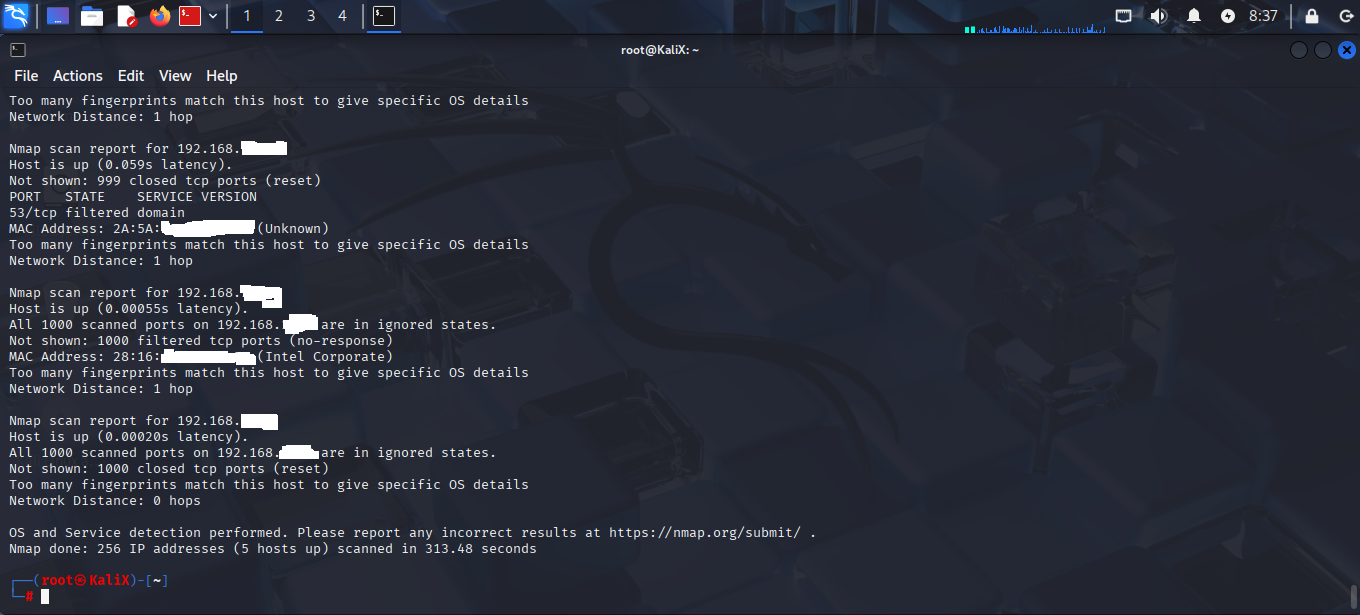 1 2 3 4 8:37
root@KaliX: ~
File Actions Edit View Help
Too many fingerprints match this host to give specific OS details
Network Distance: 1 hop
Nmap scan report for 192.168.
Host is up (0.059s latency).
Not shown: 999 closed tcp ports (reset)
PORT   STATE    SERVICE VERSION
53/tcp filtered domain
MAC Address: 2A:5A: (Unknown)
Too many fingerprints match this host to give specific OS details
Network Distance: 1 hop
Nmap scan report for 192.168.
Host is up (0.00055s latency).
All 1000 scanned ports on 192.168. are in ignored states.
Not shown: 1000 filtered tcp ports (no-response)
MAC Address: 28:16: (Intel Corporate)
Too many fingerprints match this host to give specific OS details
Network Distance: 1 hop
Nmap scan report for 192.168.
Host is up (0.00020s latency).
All 1000 scanned ports on 192.168. are in ignored states.
Not shown: 1000 closed tcp ports (reset)
Too many fingerprints match this host to give specific OS details
Network Distance: 0 hops
OS and Service detection performed. Please report any incorrect results at https://nmap.org/submit/ .
Nmap done: 256 IP addresses (5 hosts up) scanned in 313.48 seconds
┌──(root㉿KaliX)-[~]
└─#